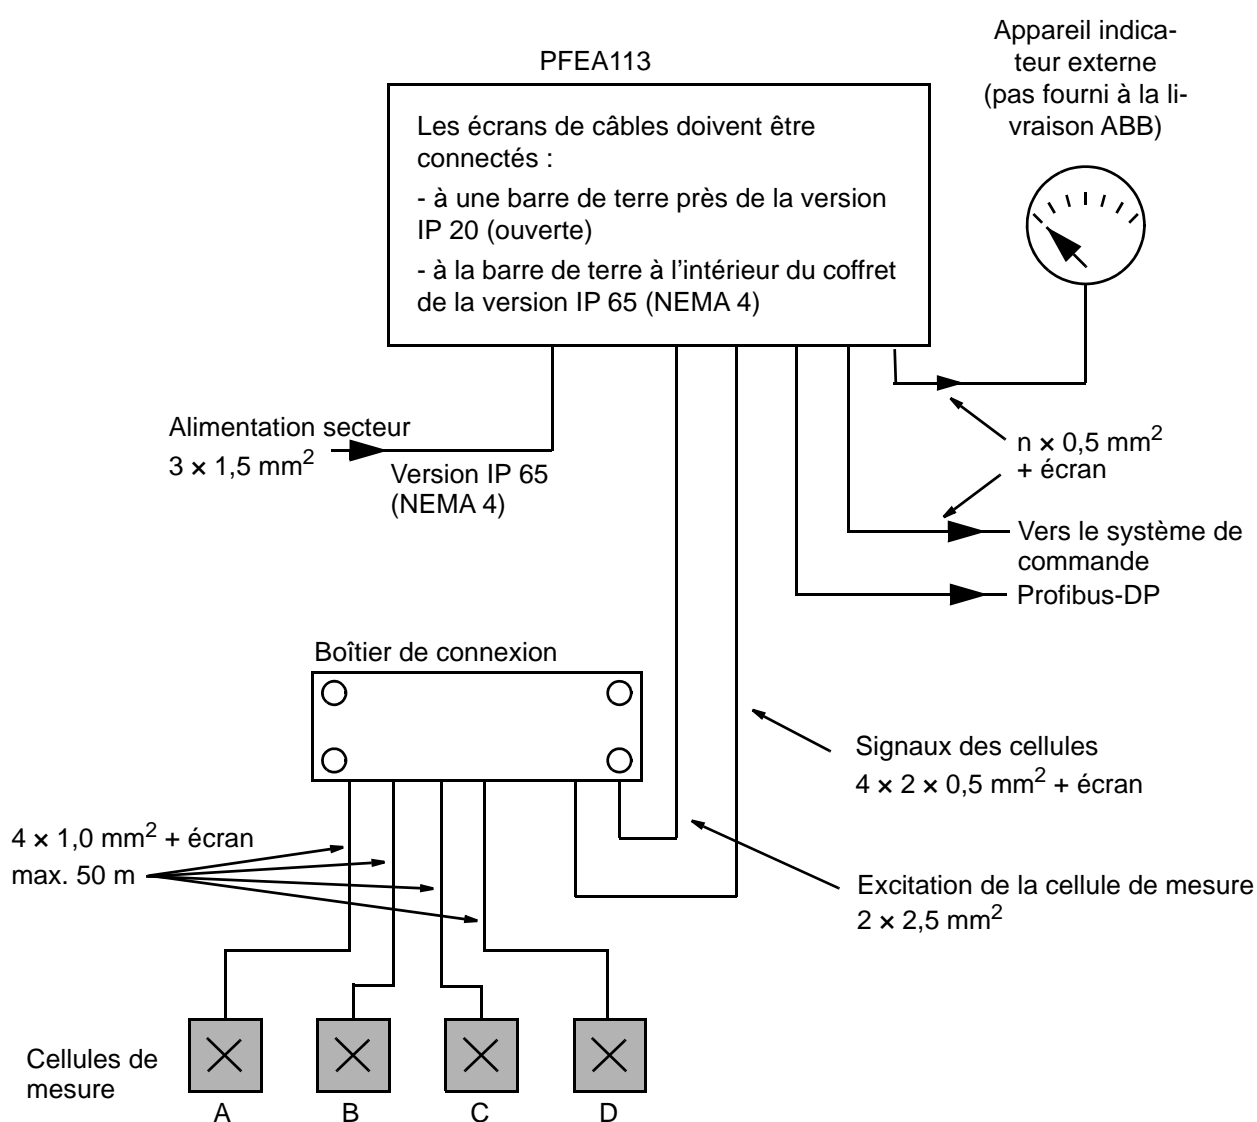 PFEA113
Appareil indica-
teur externe
(pas fourni à la li-
vraison ABB)
Les écrans de câbles doivent être
connectés :
- à une barre de terre près de la version
IP 20 (ouverte)
- à la barre de terre à l'intérieur du coffret
de la version IP 65 (NEMA 4)
Alimentation secteur
3 × 1,5 mm²
Version IP 65
(NEMA 4)
n × 0,5 mm²
+ écran
Vers le système de
commande
Profibus-DP
Boîtier de connexion
Signaux des cellules
4 × 2 × 0,5 mm² + écran
4 × 1,0 mm² + écran
max. 50 m
Excitation de la cellule de mesure
2 × 2,5 mm²
Cellules de
mesure
A B C D